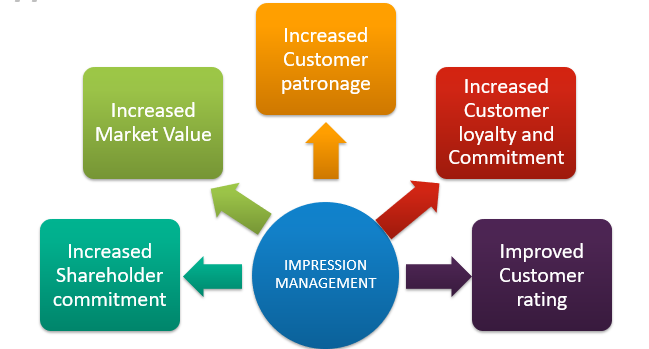 Increased
Customer
patronage
Increased
Market Value
Increased
Customer
loyalty and
Commitment
Increased
Shareholder
commitment
IMPRESSION
MANAGEMENT
Improved
Customer
rating